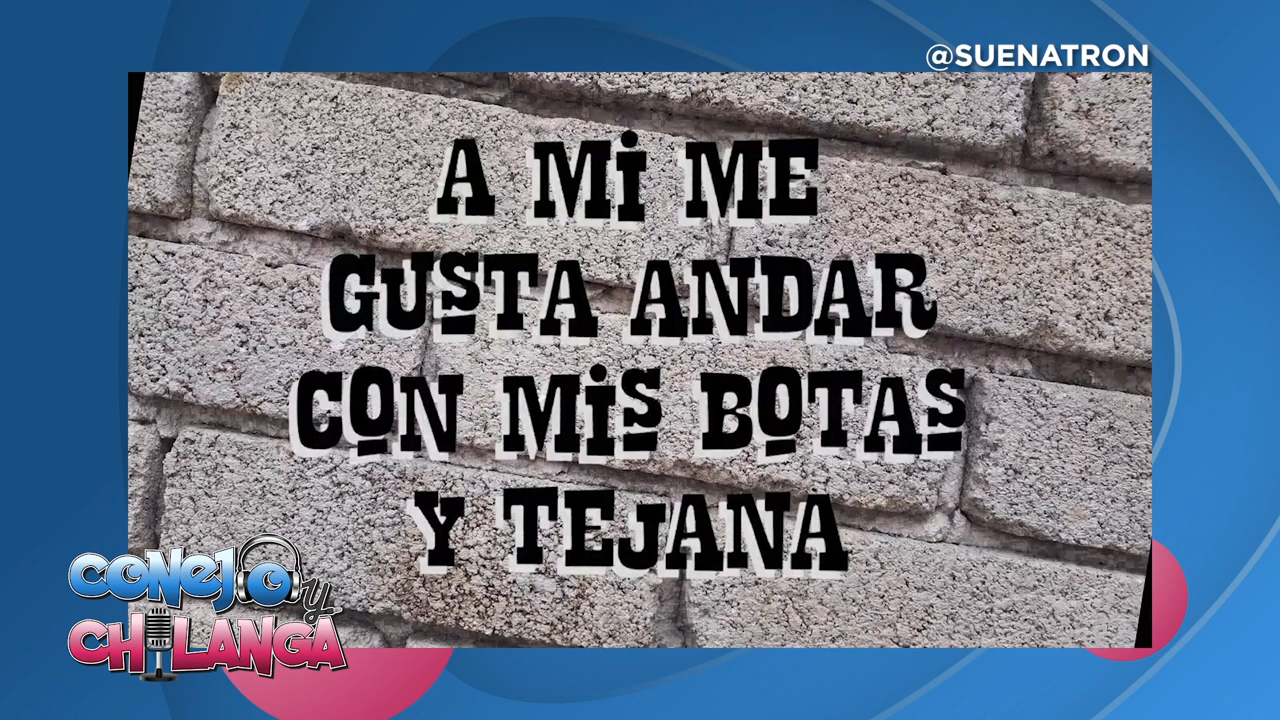 @SUENATRON
A Mi ME
GUSTA ANDAR
CON MiS BOTAS
Y TEJANA
CONEJO y
CHILANGA